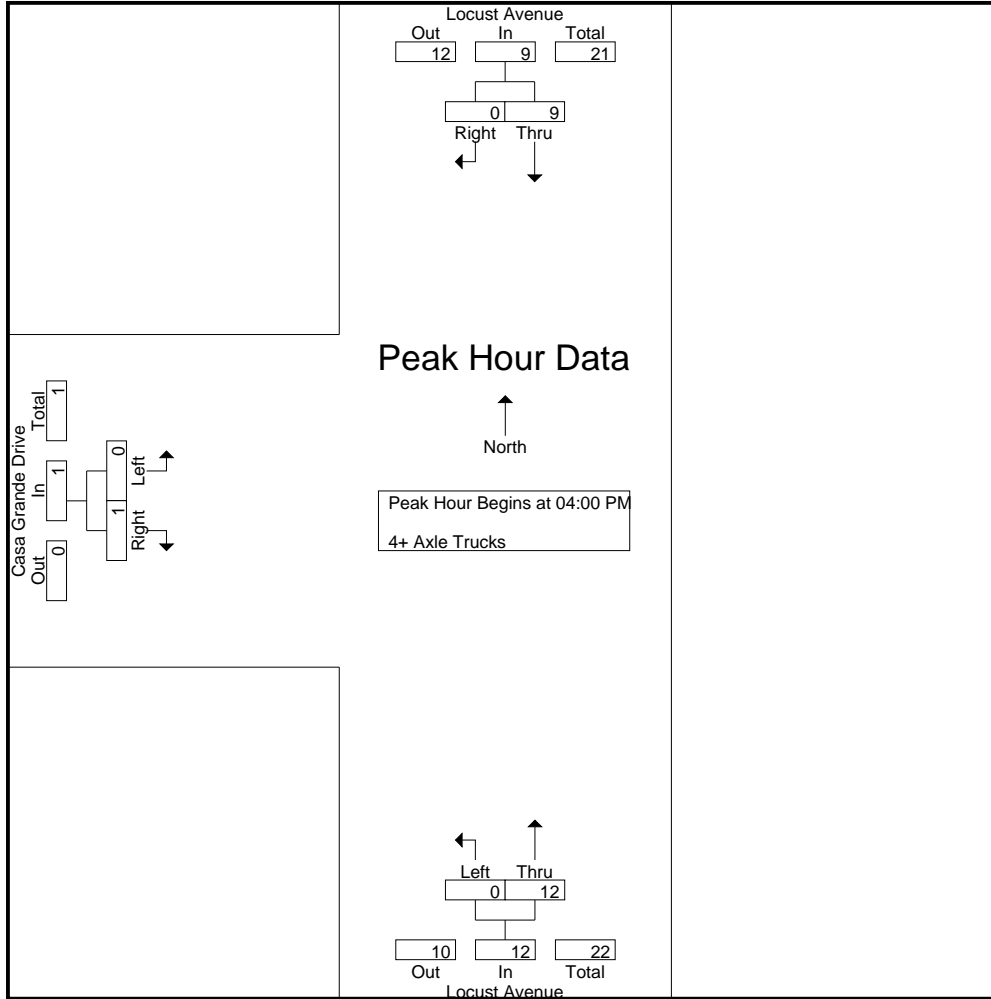 Locust Avenue
Out In Total
12 9 21
0 9
Right Thru
Peak Hour Data
North
Peak Hour Begins at 04:00 PM
4+ Axle Trucks
Casa Grande Drive
Out In Total
0 1 1
Right Left
1 0
Left Thru
0 12
10 12 22
Out In Total
Locust Avenue